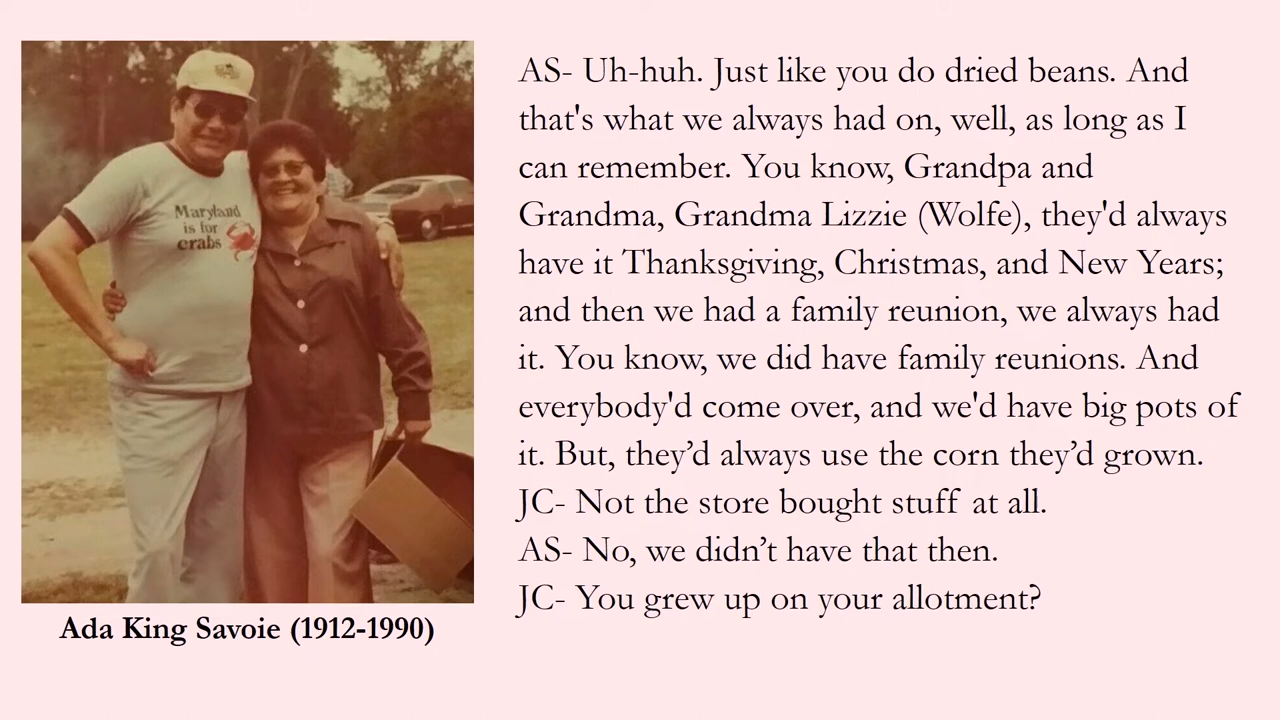 Maryland
is for
crabs
Ada King Savoie (1912-1990)
AS- Uh-huh. Just like you do dried beans. And
that's what we always had on, well, as long as I
can remember. You know, Grandpa and
Grandma, Grandma Lizzie (Wolfe), they'd always
have it Thanksgiving, Christmas, and New Years;
and then we had a family reunion, we always had
it. You know, we did have family reunions. And
everybody'd come over, and we'd have big pots of
it. But, they’d always use the corn they’d grown.
JC- Not the store bought stuff at all.
AS- No, we didn’t have that then.
JC- You grew up on your allotment?